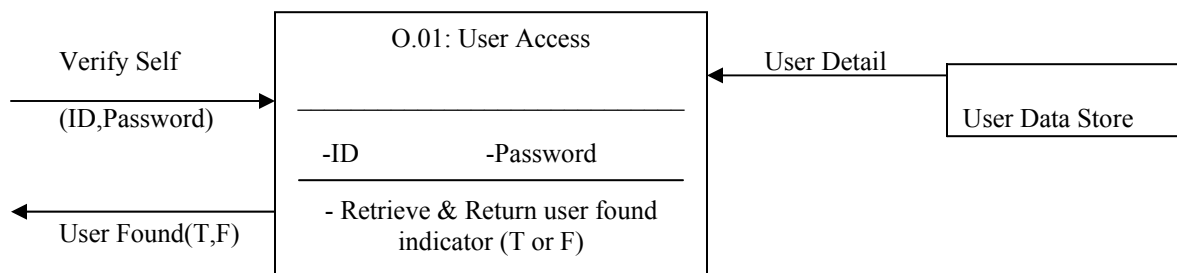 O.01: User Access
Verify Self
(ID,Password)
User Detail
User Data Store
-ID -Password
- Retrieve & Return user found
indicator (T or F)
User Found(T,F)